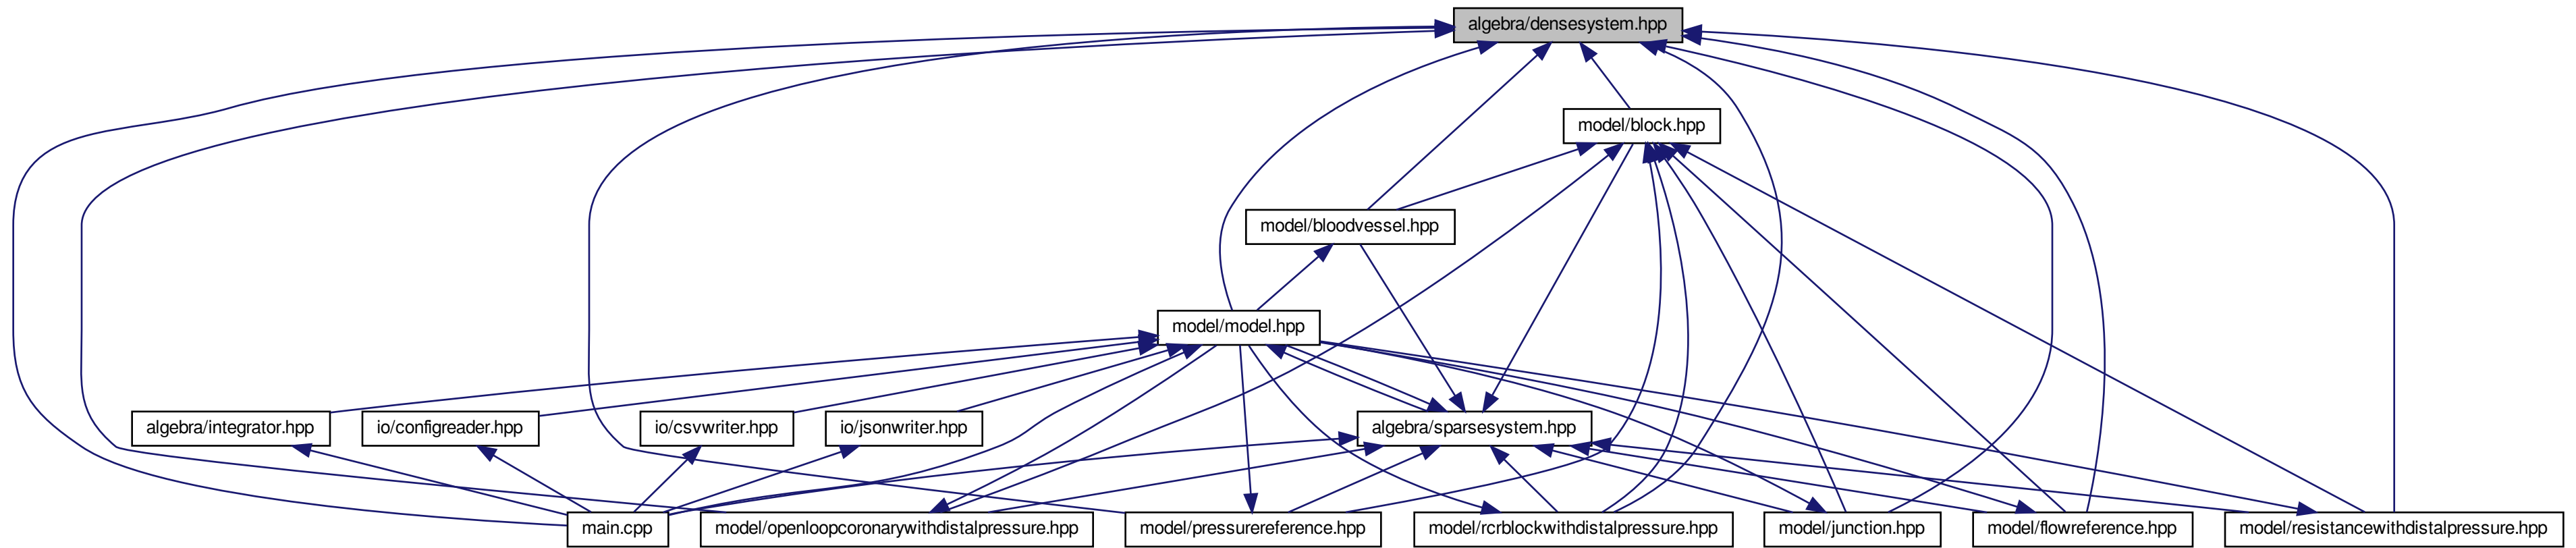 algebra/densesystem.hpp
model/block.hpp
model/bloodvessel.hpp
model/model.hpp
algebra/integrator.hpp
io/configreader.hpp
io/csvwriter.hpp
io/jsonwriter.hpp
algebra/sparsesystem.hpp
main.cpp
model/openloopcoronarywithdistalpressure.hpp
model/pressurereference.hpp
model/rcrblockwithdistalpressure.hpp
model/junction.hpp
model/flowreference.hpp
model/resistancewithdistalpressure.hpp